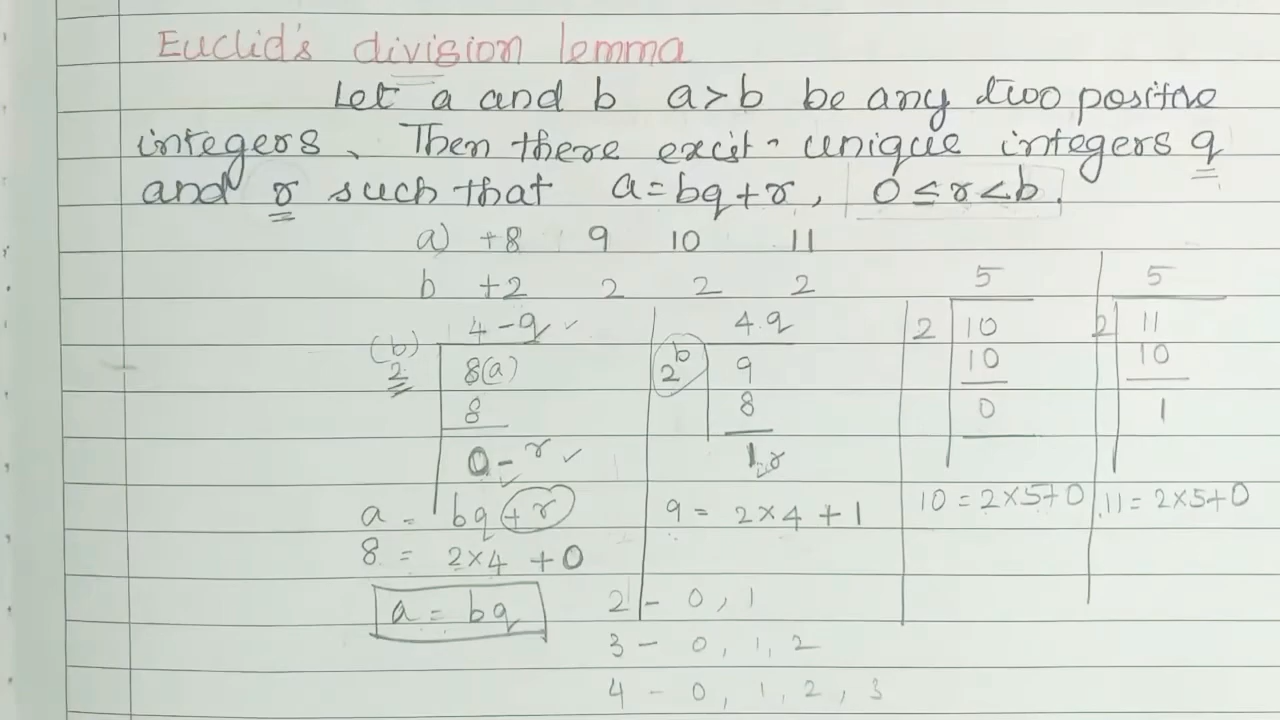 Euclid's division lemma
Let a and b a>b be any two positive
integers. Then there excist unique integers q
and r such that a=bq+r, 0≤r<b.
a) +8 9 10 11
b +2 2 2 2
5 5
4-q ✓ 4.q 2 10 2 11
(b) 2 8(a) 2 b 9 10 10
8 8 0 1
0-r ✓ 1 r
a = bq+r 9 = 2×4+1 10=2×5+0 11=2×5+0
8 = 2×4+0
a = bq 2 - 0, 1
3 - 0, 1, 2
4 - 0, 1, 2, 3